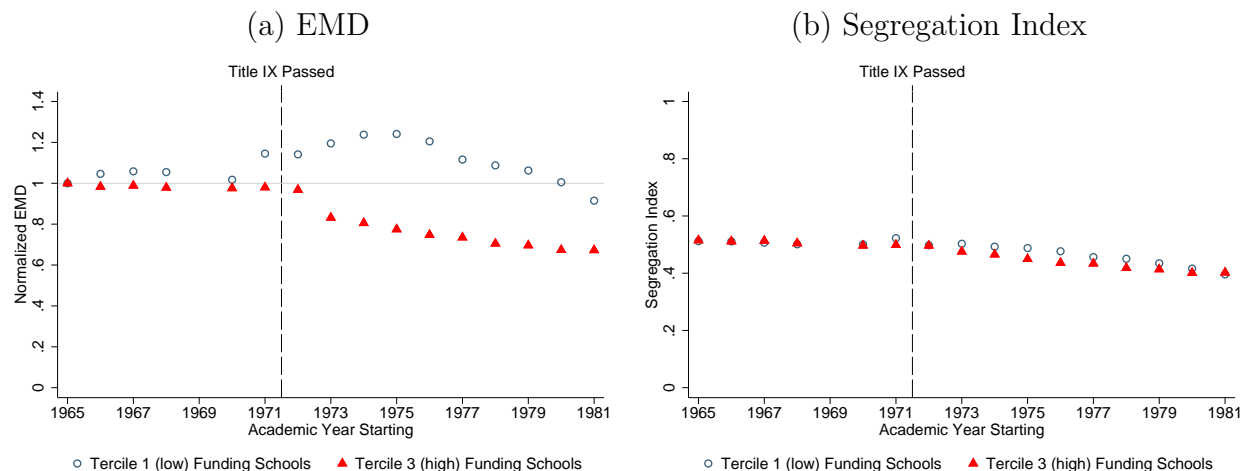 (a) EMD
Title IX Passed
Normalized EMD
1.4
1.2
1
.8
.6
.4
.2
0
1965 1967 1969 1971 1973 1975 1977 1979 1981
Academic Year Starting
Tercile 1 (low) Funding Schools Tercile 3 (high) Funding Schools
(b) Segregation Index
Title IX Passed
Segregation Index
1
.8
.6
.4
.2
0
1965 1967 1969 1971 1973 1975 1977 1979 1981
Academic Year Starting
Tercile 1 (low) Funding Schools Tercile 3 (high) Funding Schools